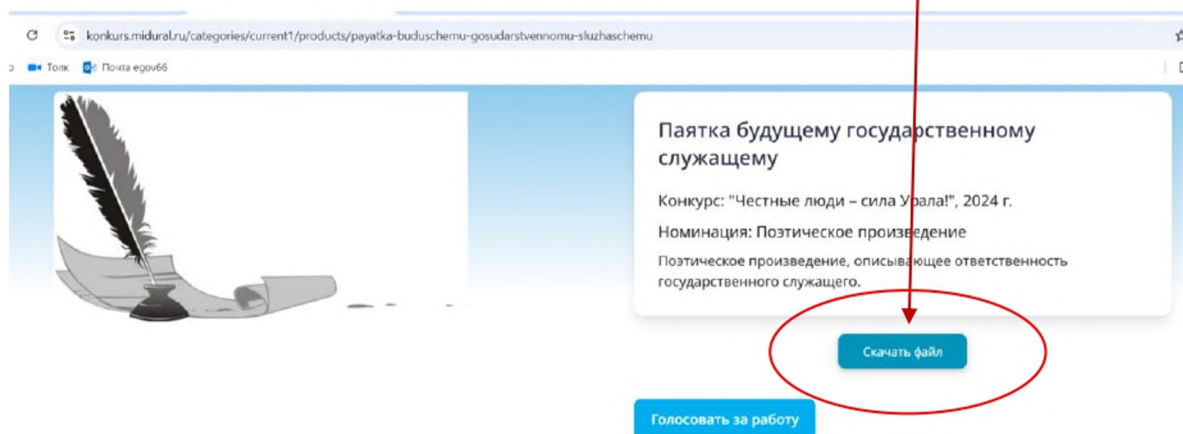 konkurs.midural.ru/categories/current1/products/payatka-buduschemu-gosudarstvennomu-sluzhaschemu
Толк Почта egov66
Паятка будущему государственному
служащему
Конкурс: "Честные люди – сила Урала!", 2024 г.
Номинация: Поэтическое произведение
Поэтическое произведение, описывающее ответственность
государственного служащего.
Скачать файл
Голосовать за работу